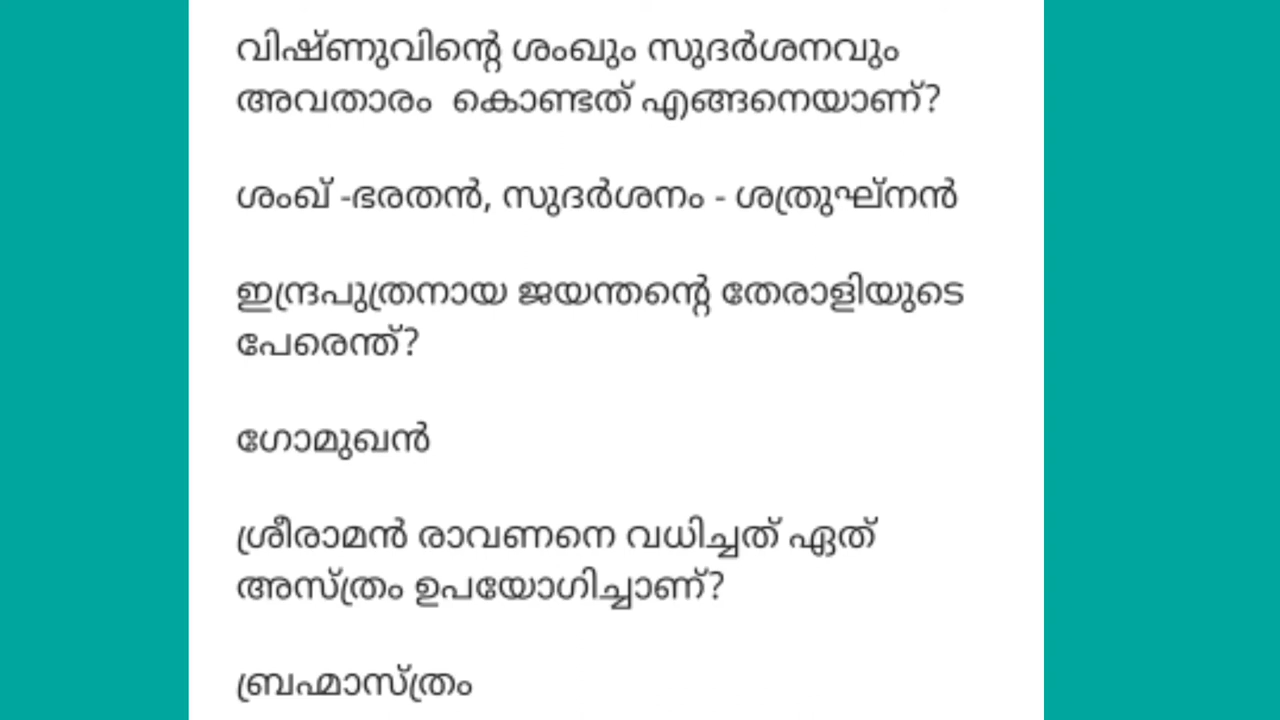 വിഷ്ണുവിന്റെ ശംഖും സുദർശനവും
അവതാരം കൊണ്ടത് എങ്ങനെയാണ്?
ശംഖ് -ഭരതൻ, സുദർശനം - ശത്രുഘ്നൻ
ഇന്ദ്രപുത്രനായ ജയന്തന്റെ തേരാളിയുടെ
പേരെന്ത്?
ഗോമുഖൻ
ശ്രീരാമൻ രാവണനെ വധിച്ചത് ഏത്
അസ്ത്രം ഉപയോഗിച്ചാണ്?
ബ്രഹ്മാസ്ത്രം